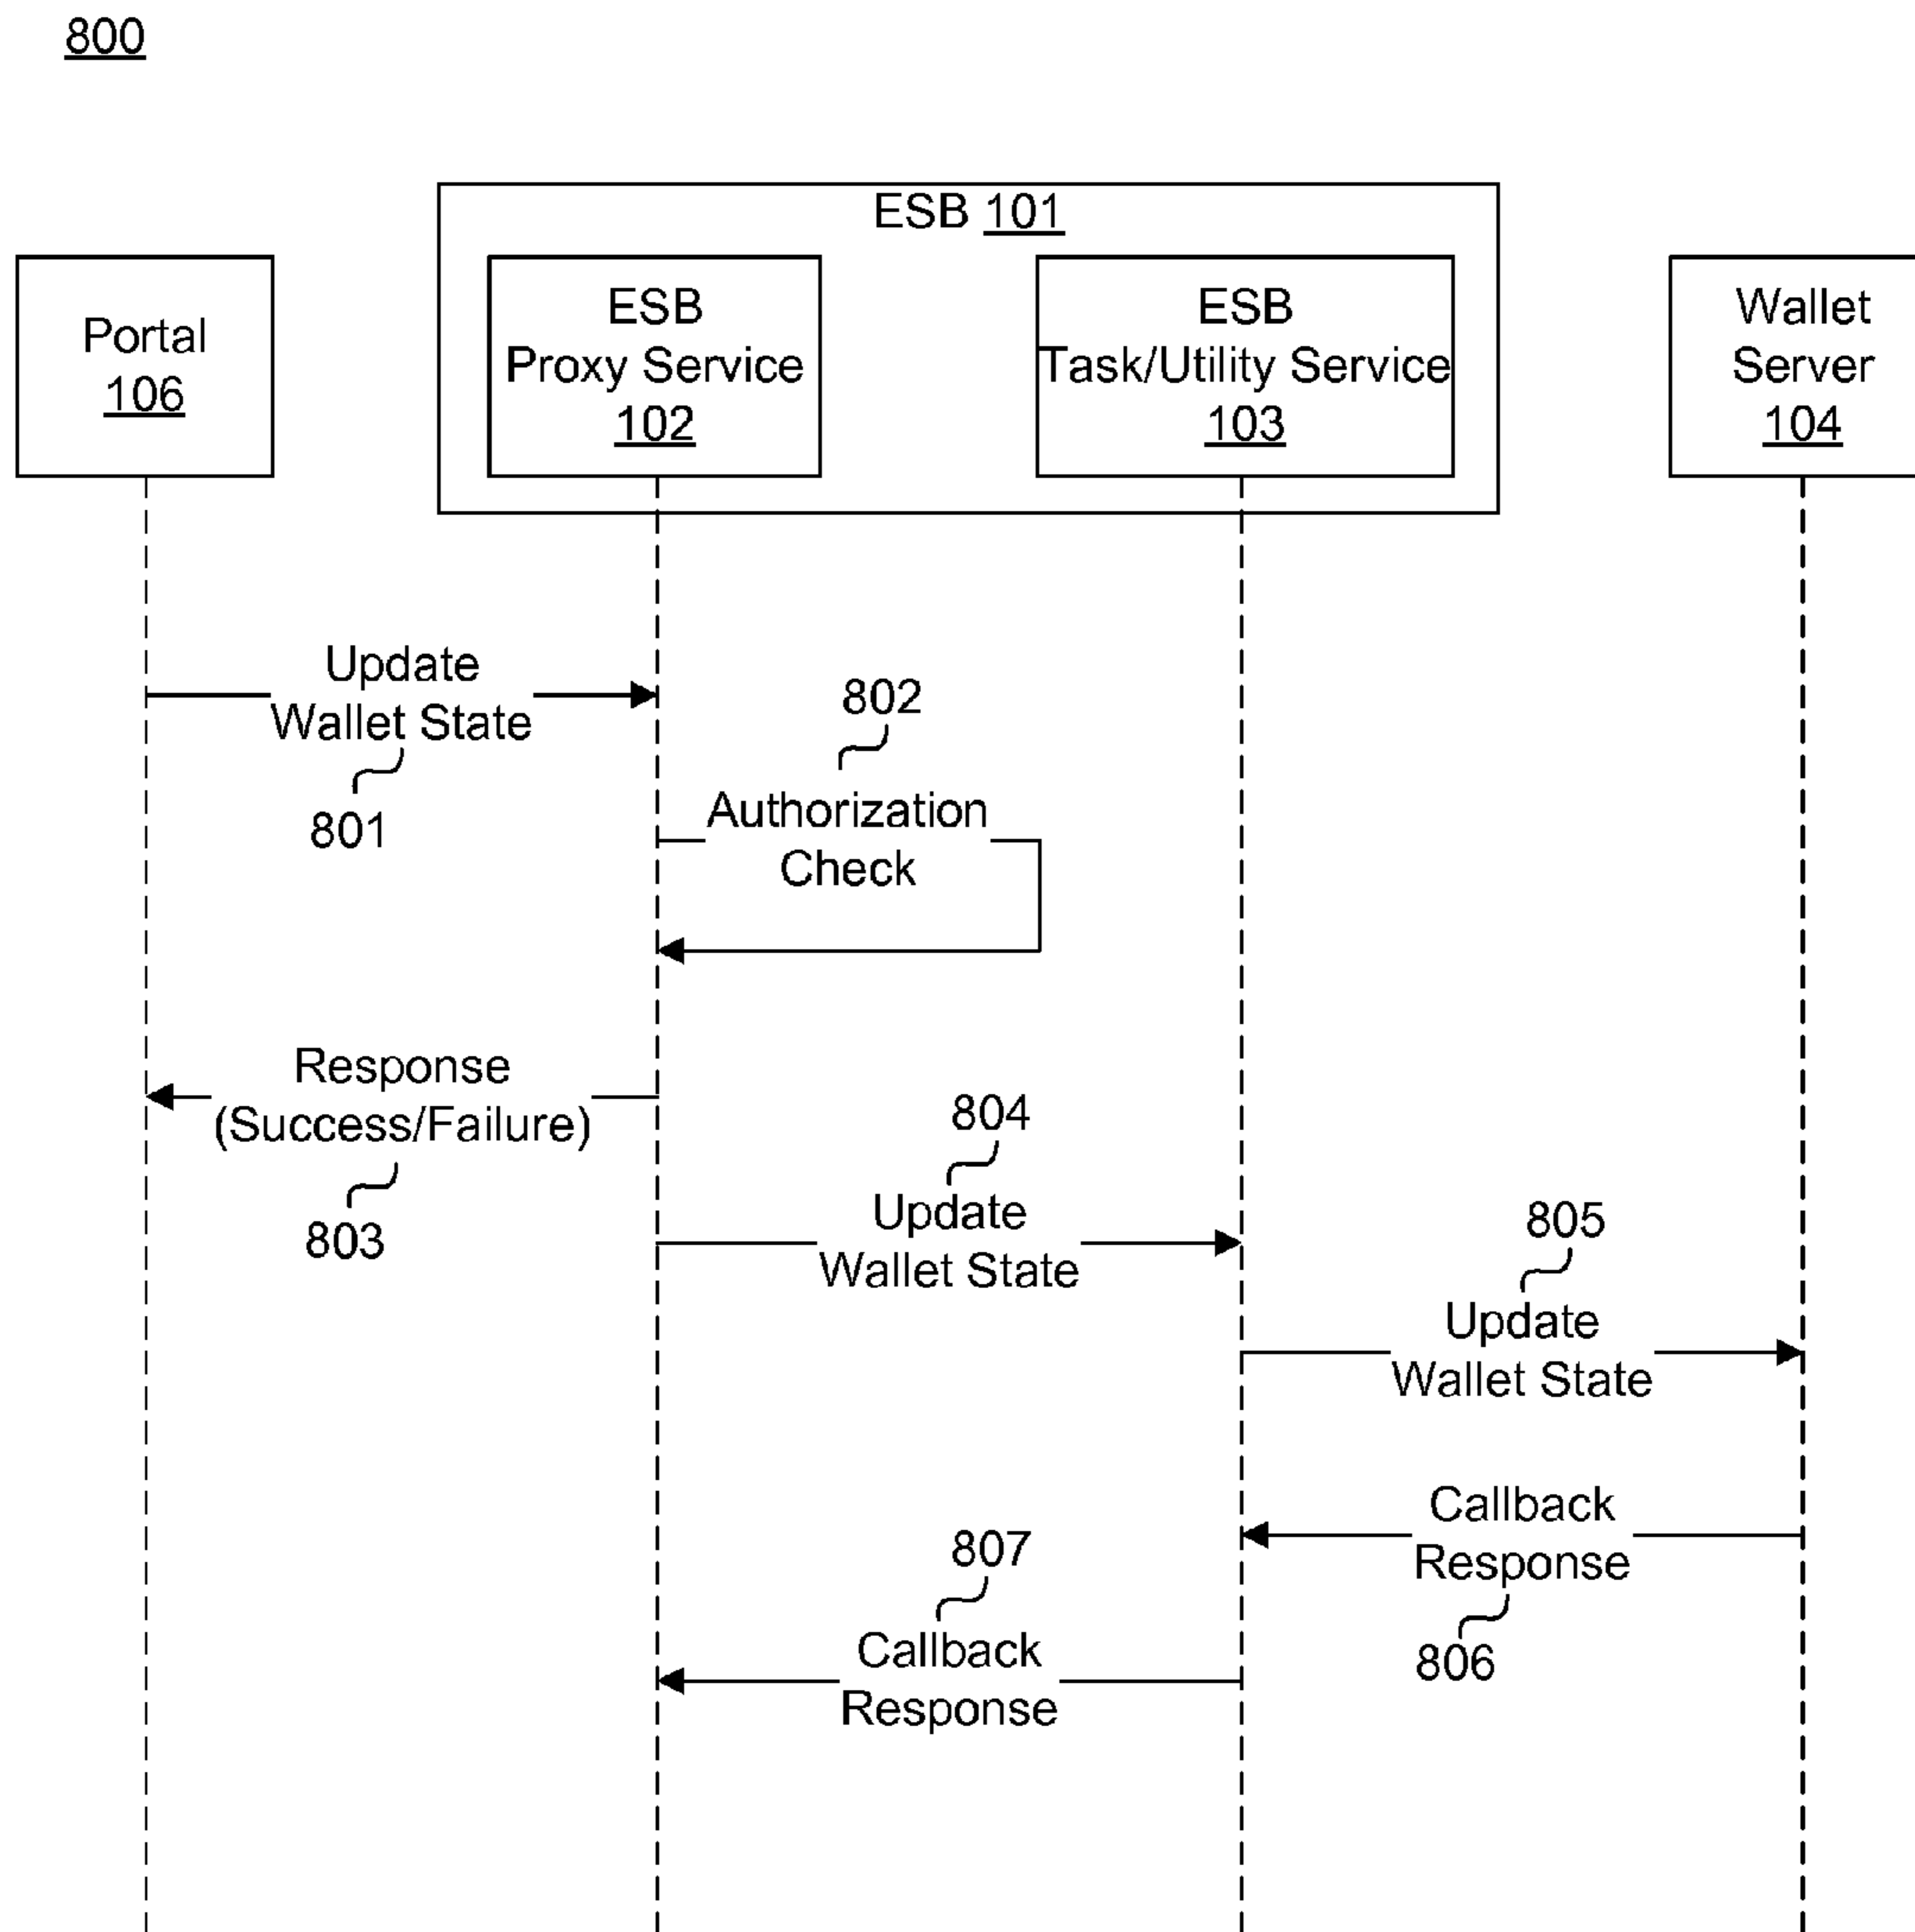 800
ESB 101
Portal
106
ESB
Proxy Service
102
ESB
Task/Utility Service
103
Wallet
Server
104
Update
Wallet State
801
802
Authorization
Check
Response
(Success/Failure)
803
804
Update
Wallet State
805
Update
Wallet State
Callback
Response
806
807
Callback
Response